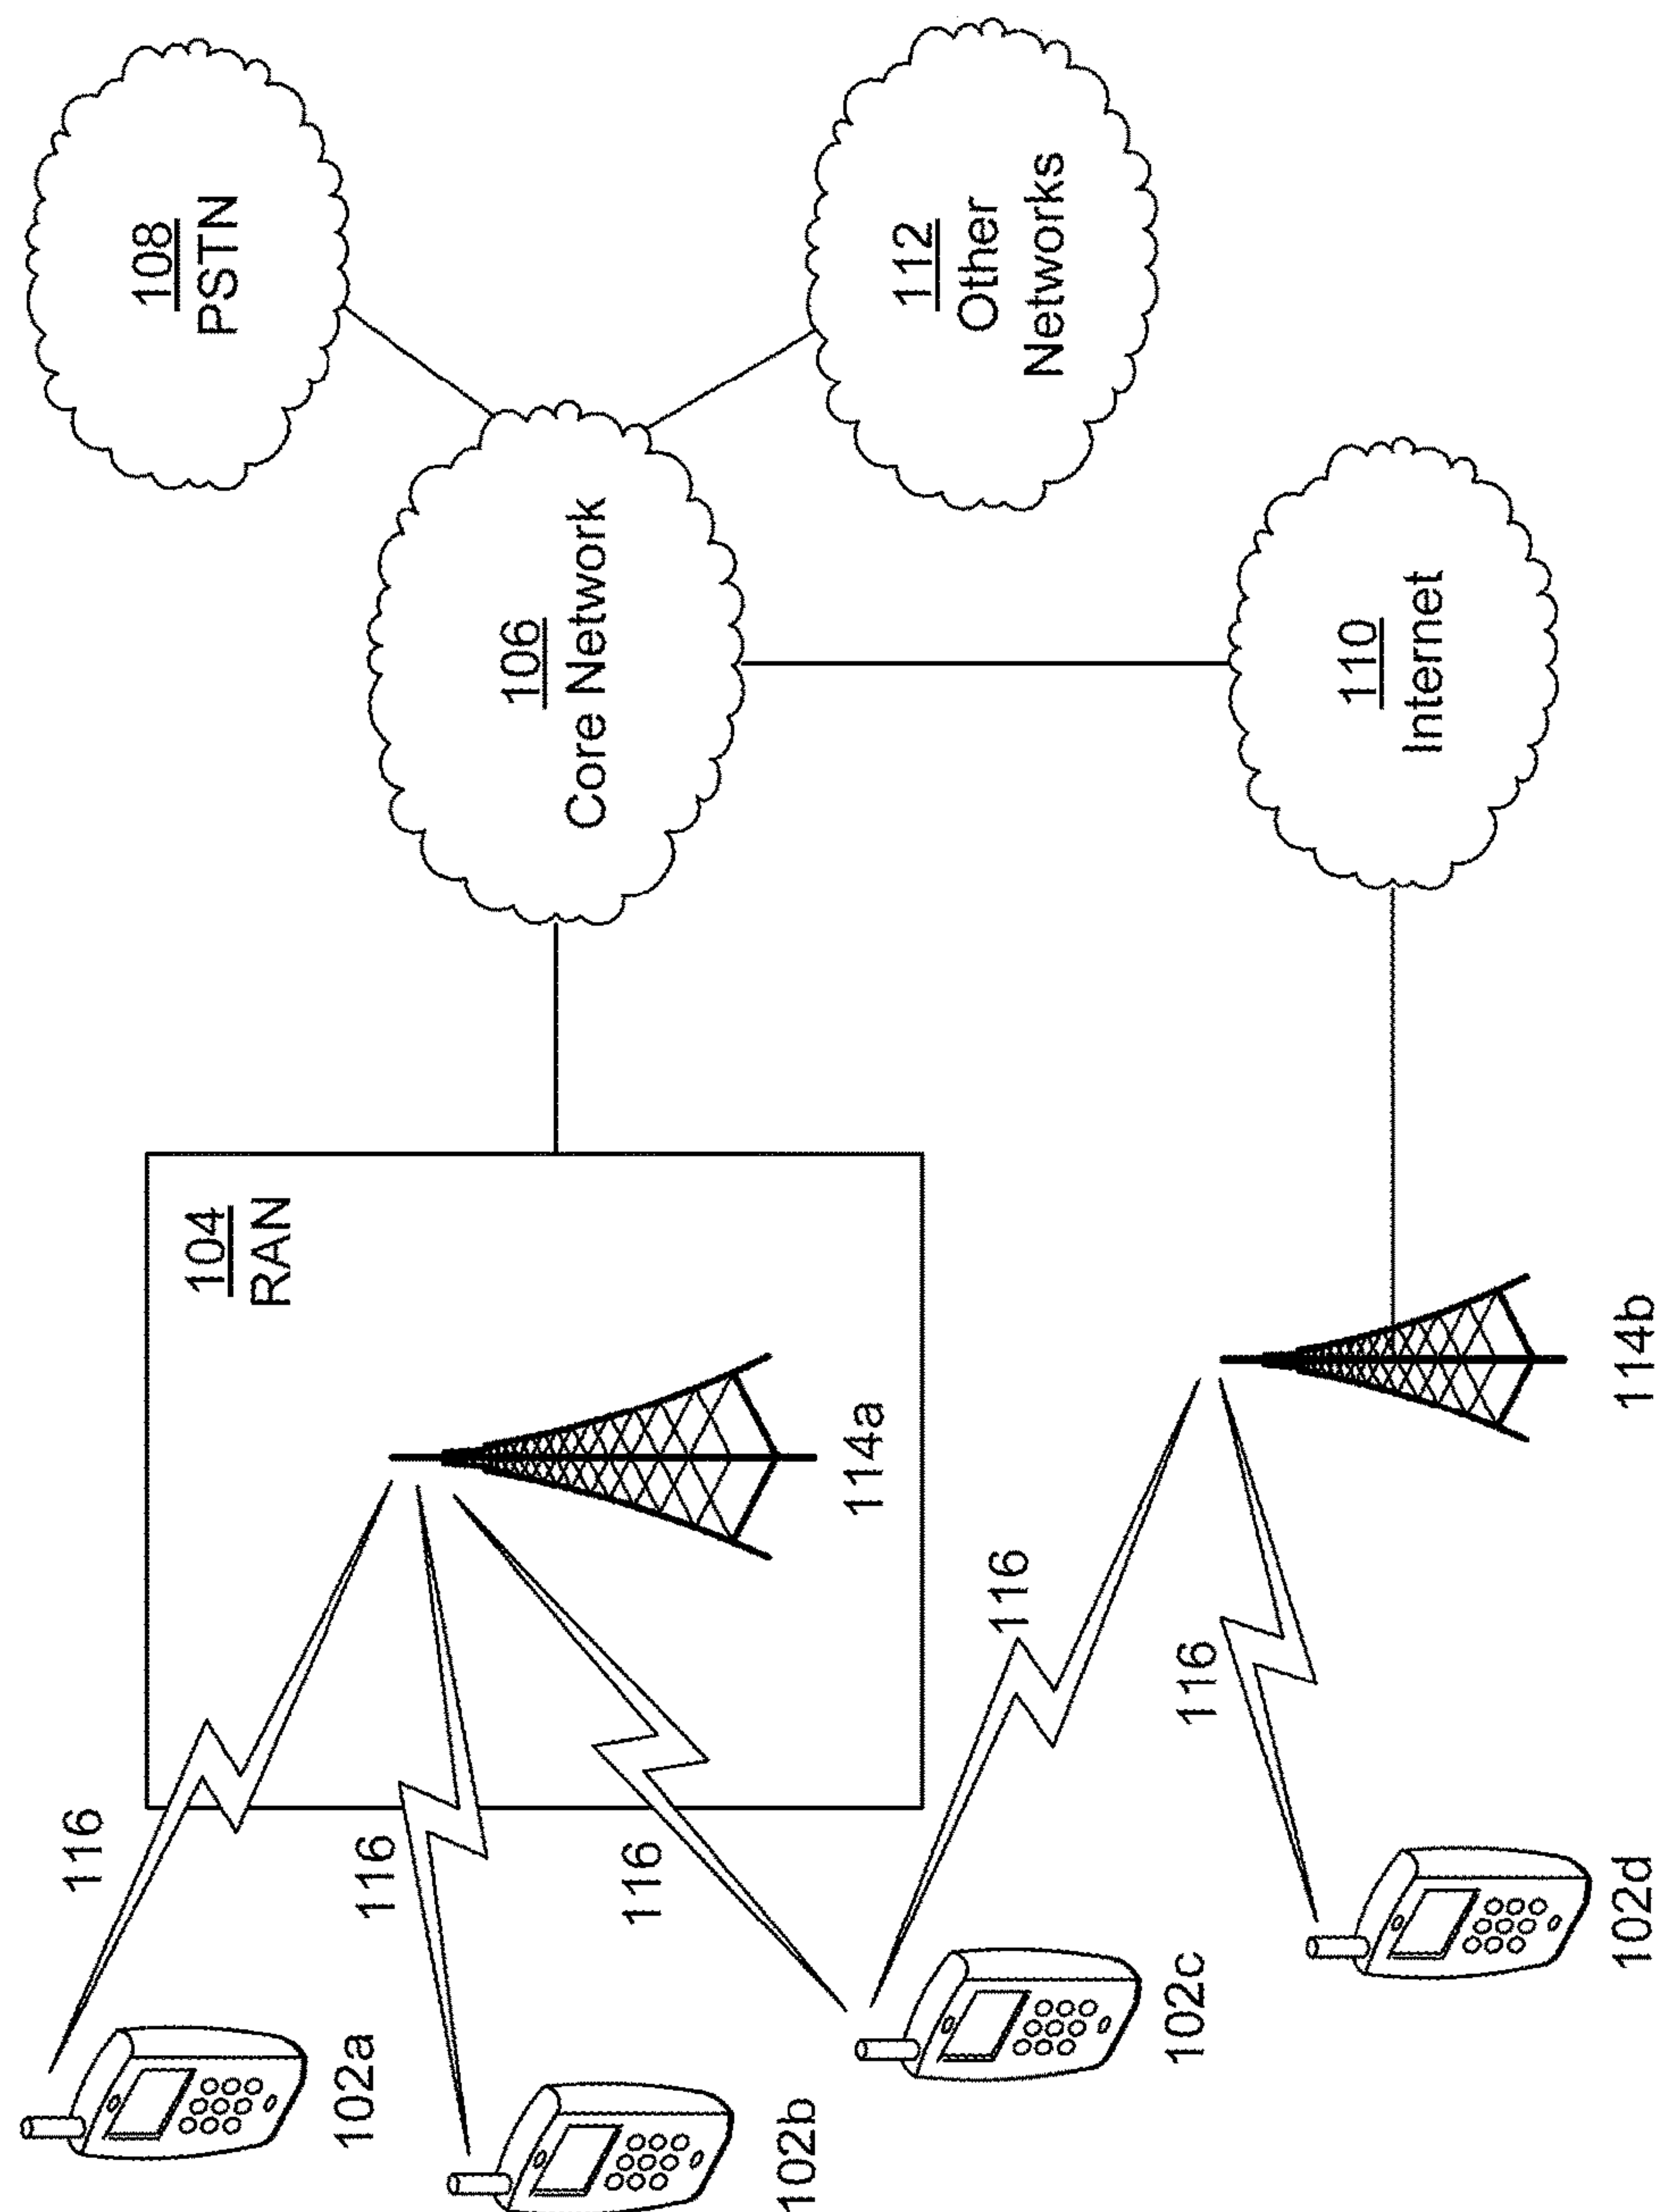 116
104
RAN
108
PSTN
102a
116
106
Core Network
116
102b
114a
112
Other
Networks
116
102c
116
110
Internet
102d
114b